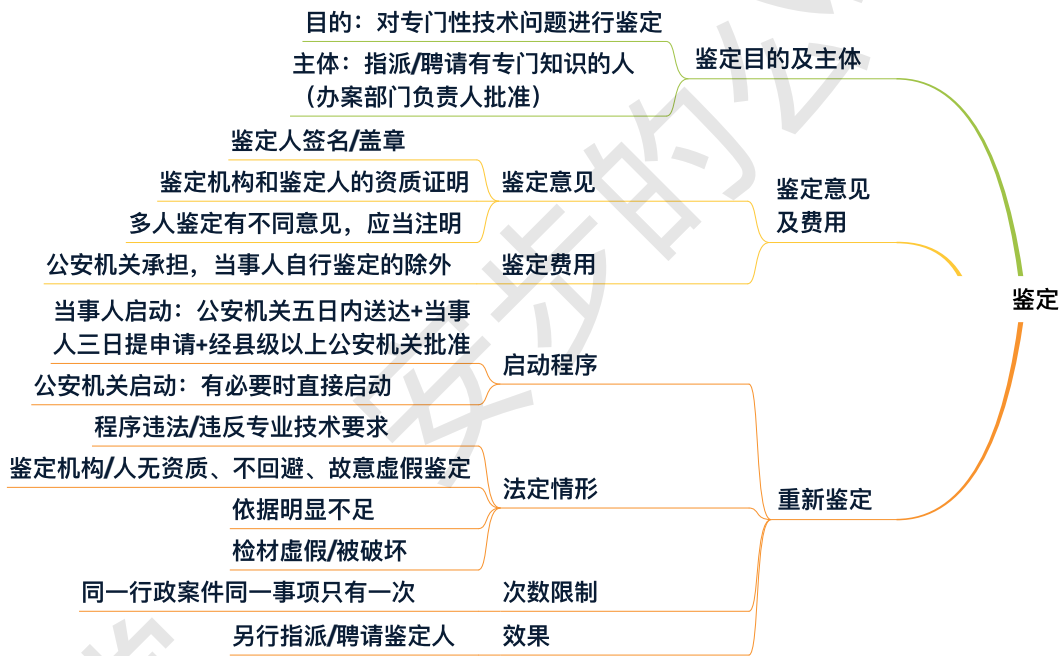 目的：对专门性技术问题进行鉴定
主体：指派/聘请有专门知识的人
（办案部门负责人批准）
鉴定目的及主体
鉴定人签名/盖章
鉴定机构和鉴定人的资质证明
多人鉴定有不同意见，应当注明
鉴定意见
公安机关承担，当事人自行鉴定的除外
鉴定费用
鉴定意见
及费用
鉴定
当事人启动：公安机关五日内送达+当事
人三日提申请+经县级以上公安机关批准
公安机关启动：有必要时直接启动
启动程序
程序违法/违反专业技术要求
鉴定机构/人无资质、不回避、故意虚假鉴定
依据明显不足
检材虚假/被破坏
法定情形
重新鉴定
同一行政案件同一事项只有一次
次数限制
另行指派/聘请鉴定人
效果
安步的公